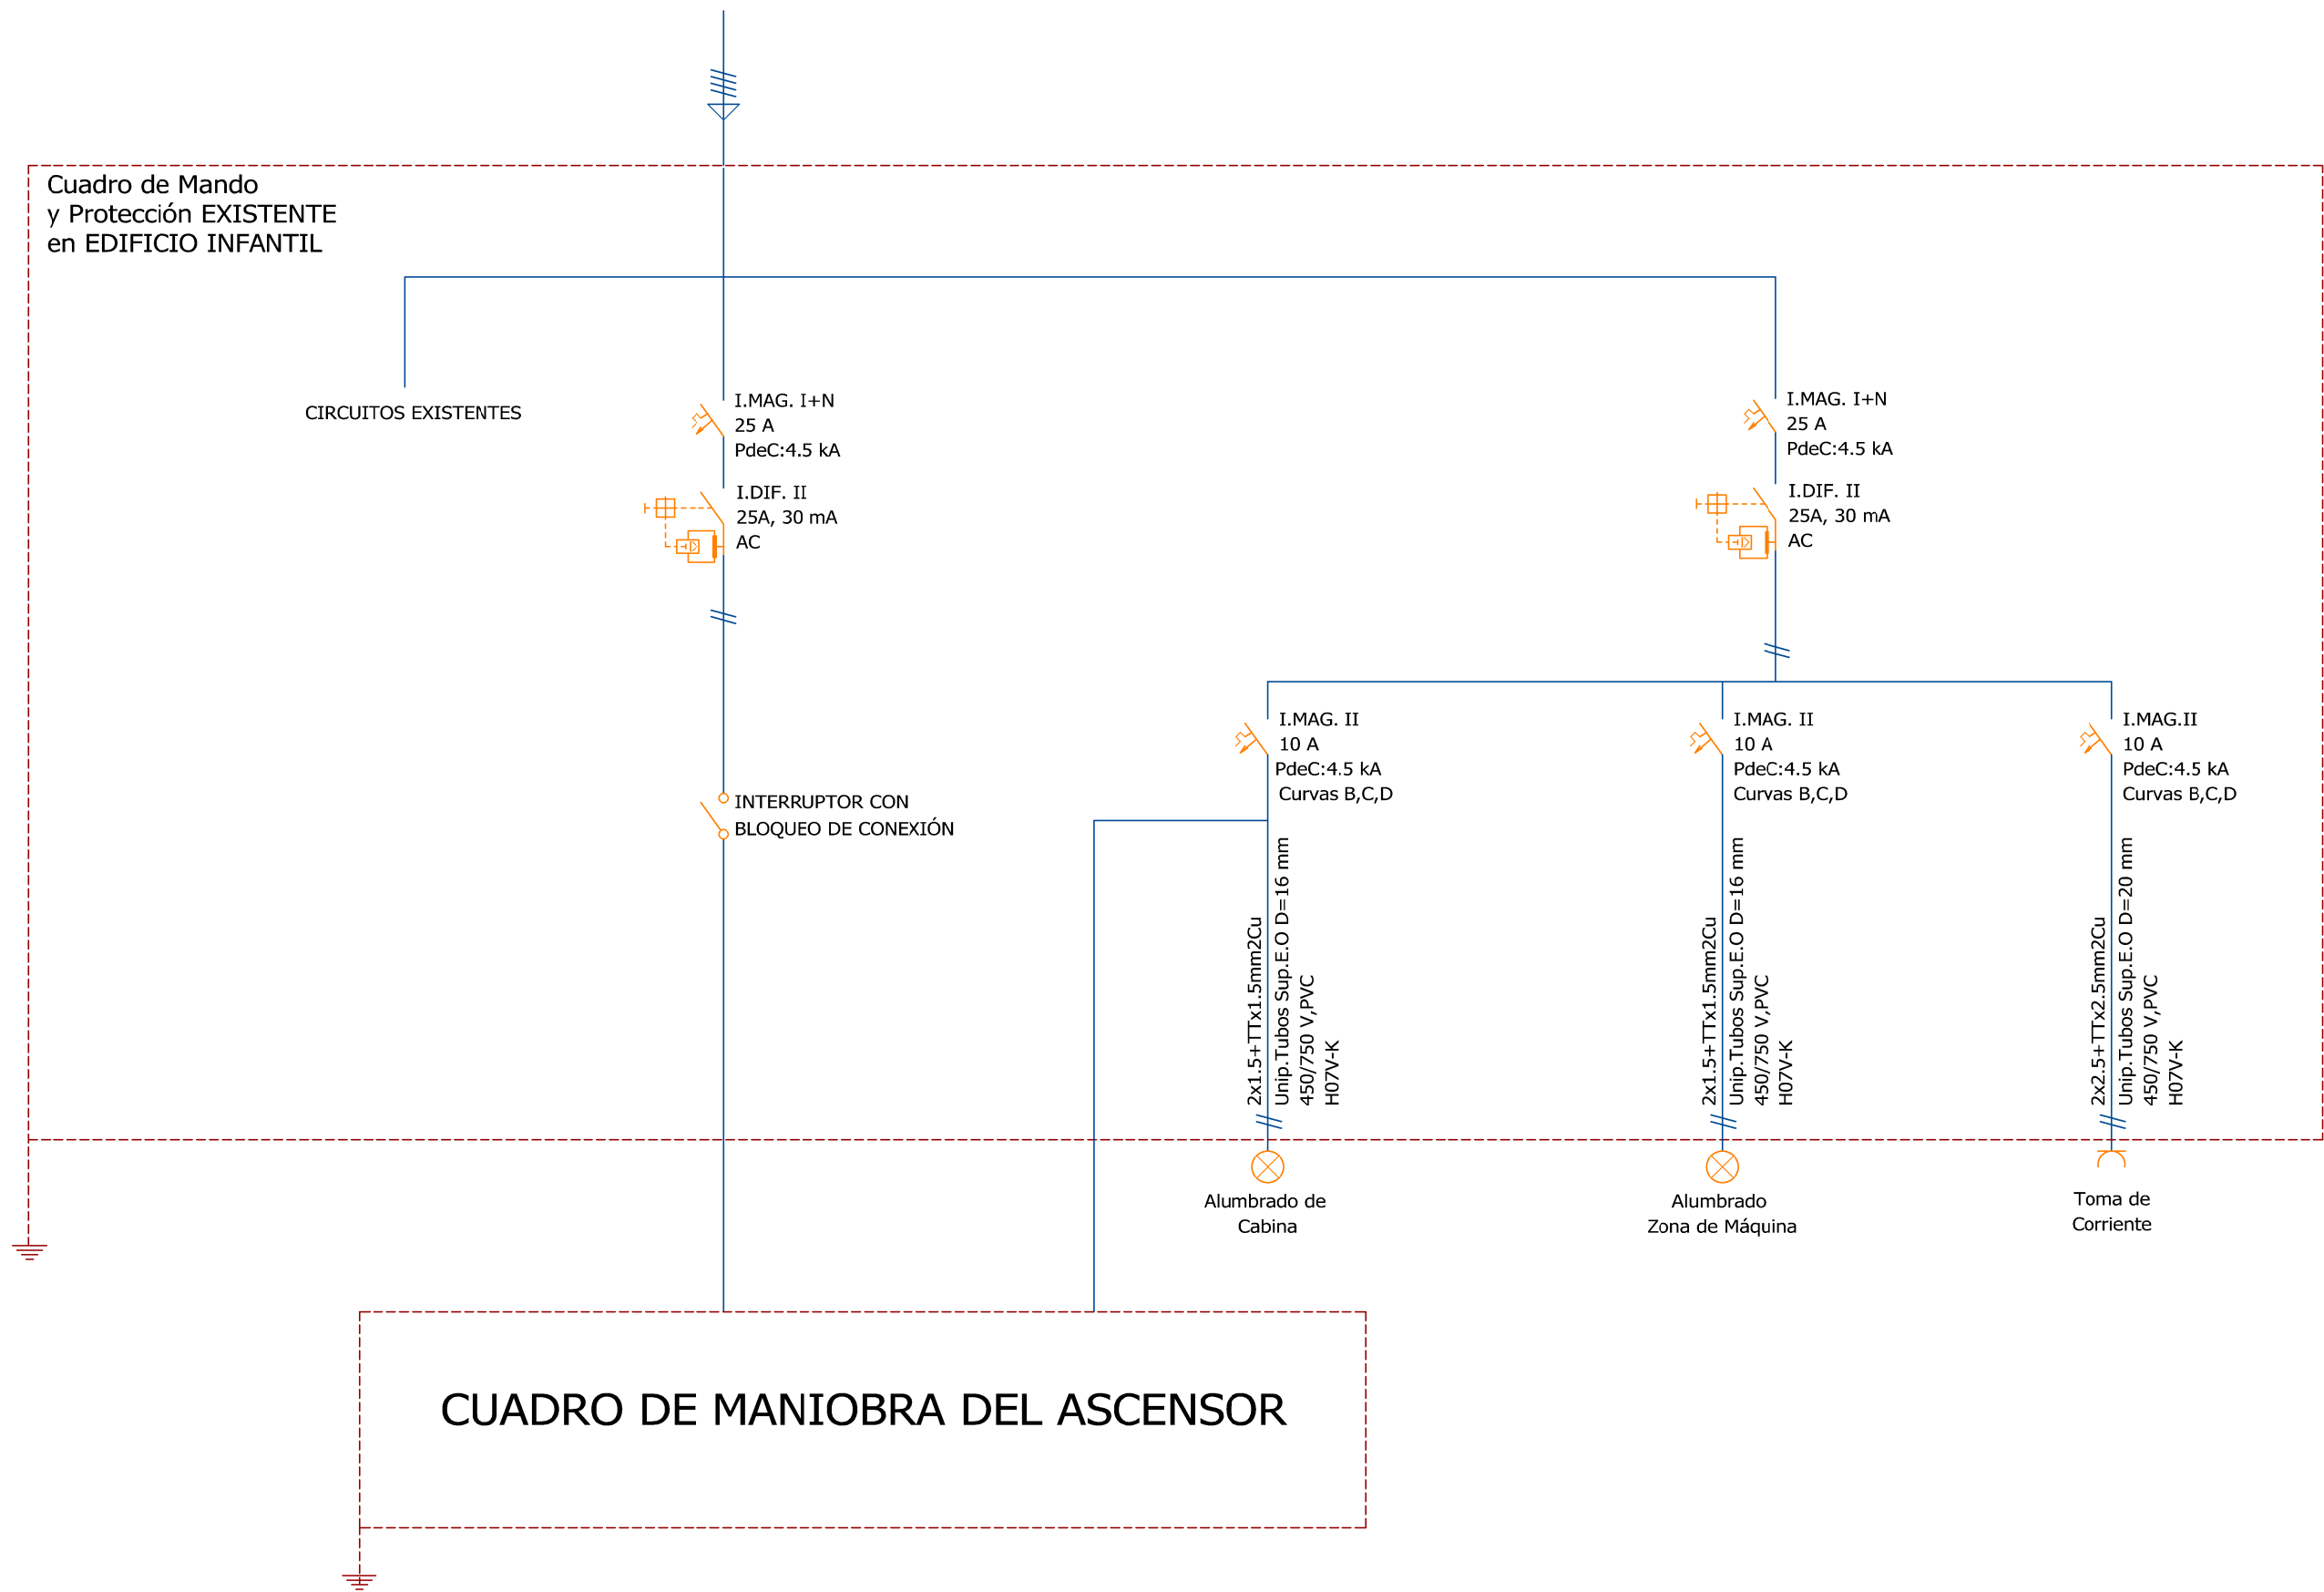 Cuadro de Mando
y Protección EXISTENTE
en EDIFICIO INFANTIL
CIRCUITOS EXISTENTES
I.MAG. I+N
25 A
PdeC:4.5 kA
I.DIF. II
25A, 30 mA
AC
INTERRUPTOR CON
BLOQUEO DE CONEXIÓN
I.MAG. I+N
25 A
PdeC:4.5 kA
I.DIF. II
25A, 30 mA
AC
I.MAG. II
10 A
PdeC:4.5 kA
Curvas B,C,D
2x1.5+TTx1.5mm2Cu
Unip.Tubos Sup.E.O D=16 mm
450/750 V,PVC
H07V-K
Alumbrado de
Cabina
I.MAG. II
10 A
PdeC:4.5 kA
Curvas B,C,D
2x1.5+TTx1.5mm2Cu
Unip.Tubos Sup.E.O D=16 mm
450/750 V,PVC
H07V-K
Alumbrado
Zona de Máquina
I.MAG.II
10 A
PdeC:4.5 kA
Curvas B,C,D
2x2.5+TTx2.5mm2Cu
Unip.Tubos Sup.E.O D=20 mm
450/750 V,PVC
H07V-K
Toma de
Corriente
CUADRO DE MANIOBRA DEL ASCENSOR